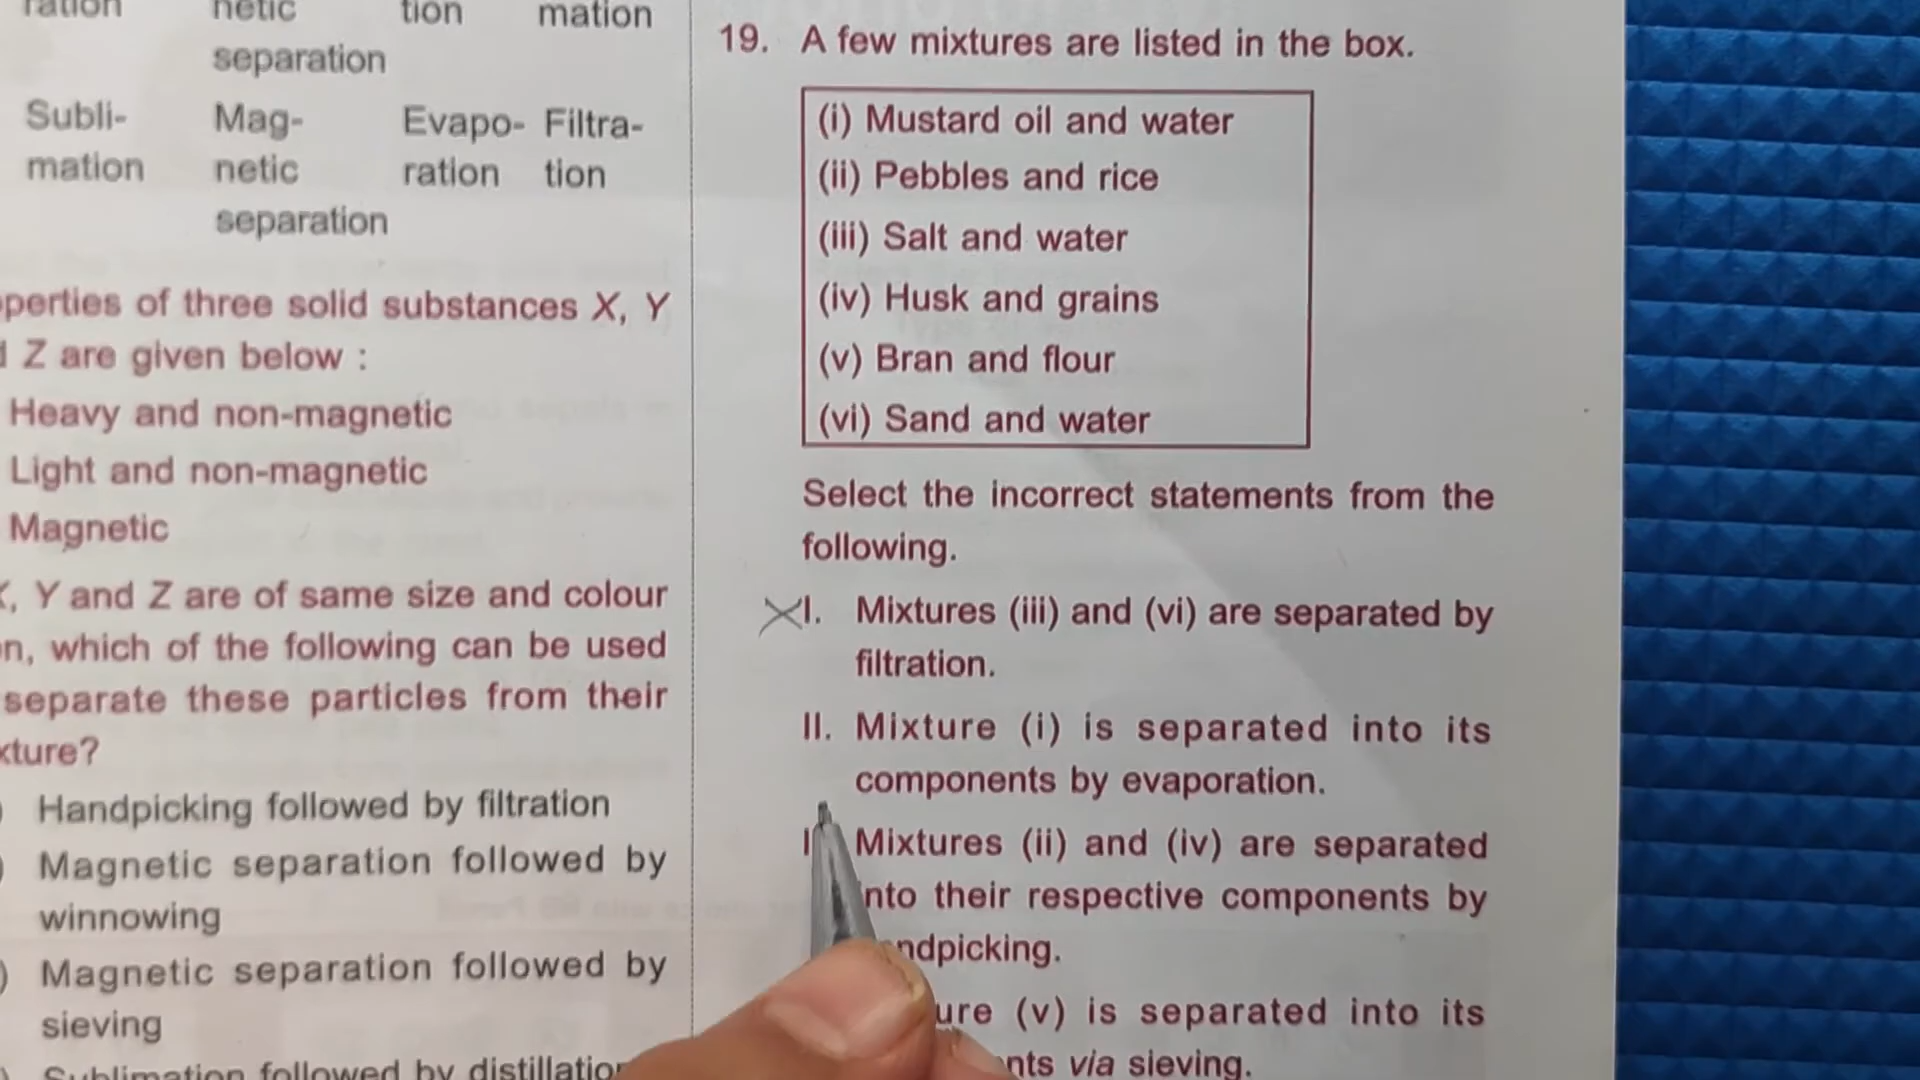 netic
tion
mation
separation
Subli-
mation
Mag-
netic
separation
Evapo-
ration
Filtra-
tion
of three solid substances X, Y
Z are given below :
Heavy and non-magnetic
Light and non-magnetic
Magnetic
, Y and Z are of same size and colour
, which of the following can be used
separate these particles from their
Handpicking followed by filtration
Magnetic separation followed by
winnowing
Magnetic separation followed by
sieving
Sublimation followed by
19. A few mixtures are listed in the box.
(i) Mustard oil and water
(ii) Pebbles and rice
(iii) Salt and water
(iv) Husk and grains
(v) Bran and flour
(vi) Sand and water
Select the incorrect statements from the
following.
I. Mixtures (iii) and (vi) are separated by
filtration.
II. Mixture (i) is separated into its
components by evaporation.
Mixtures (ii) and (iv) are separated
their respective components by
(v) is separated into its
via sieving.